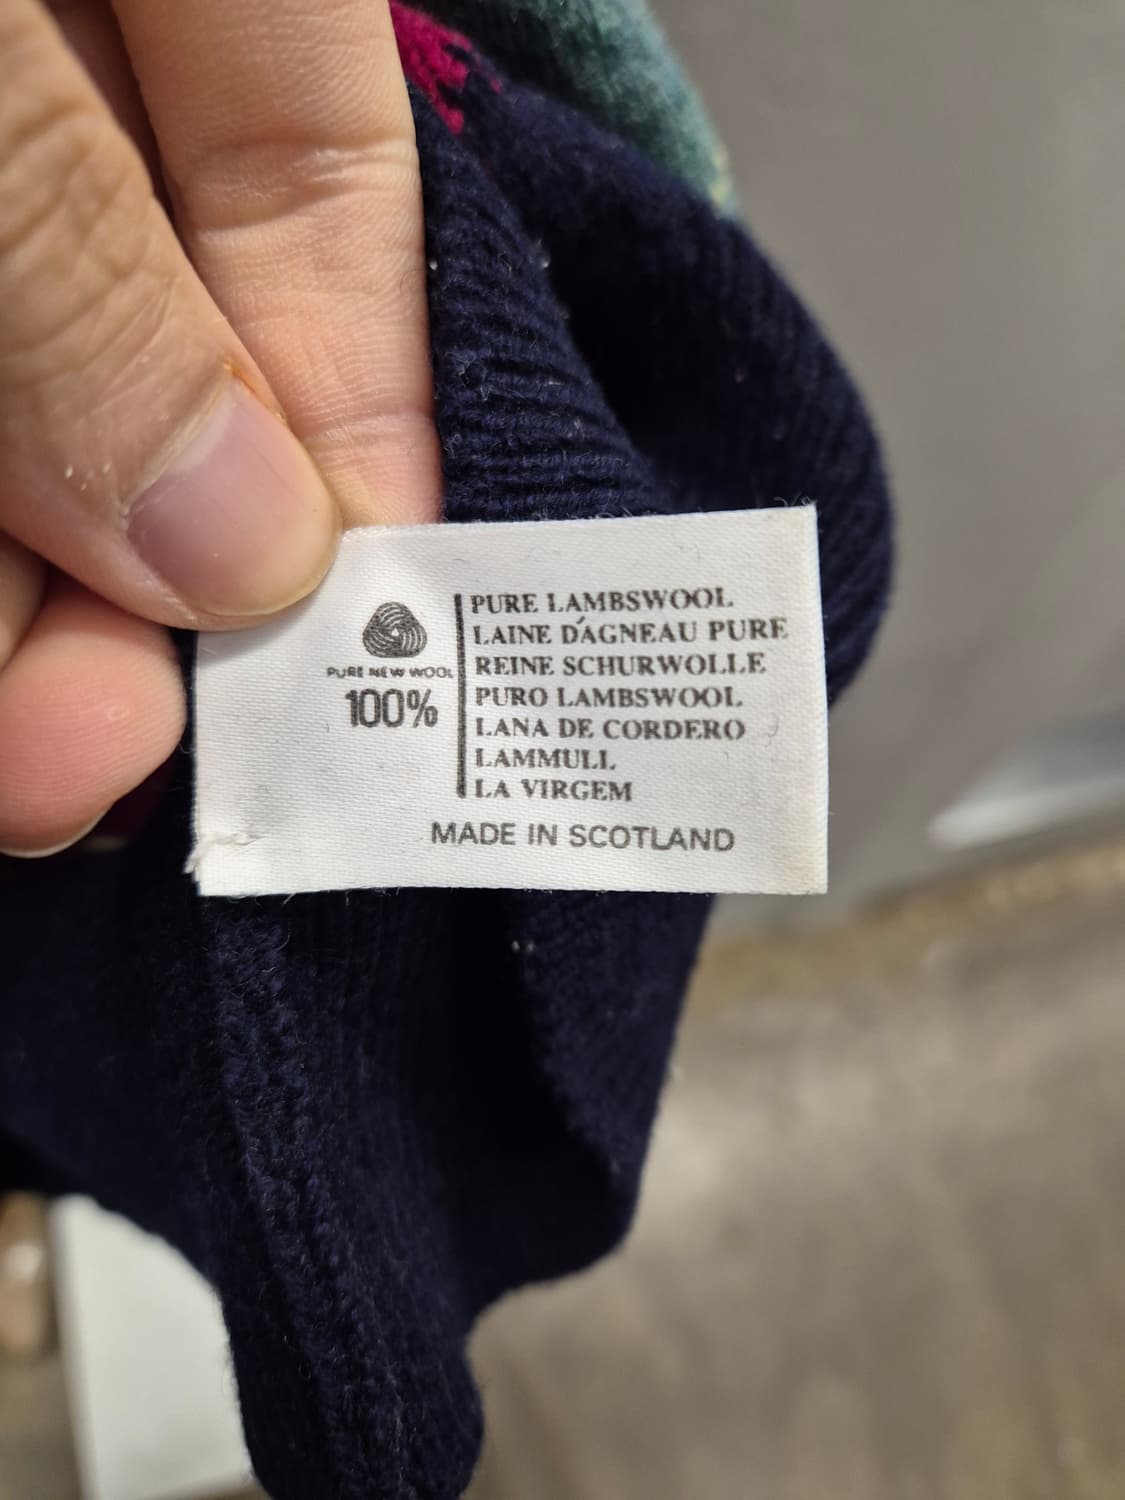 PURE NEW WOOL
100%
PURE LAMBSWOOL
LAINE D'AGNEAU PURE
REINE SCHURWOLLE
PURO LAMBSWOOL
LANA DE CORDERO
LAMMULL
LA VIRGEM
MADE IN SCOTLAND